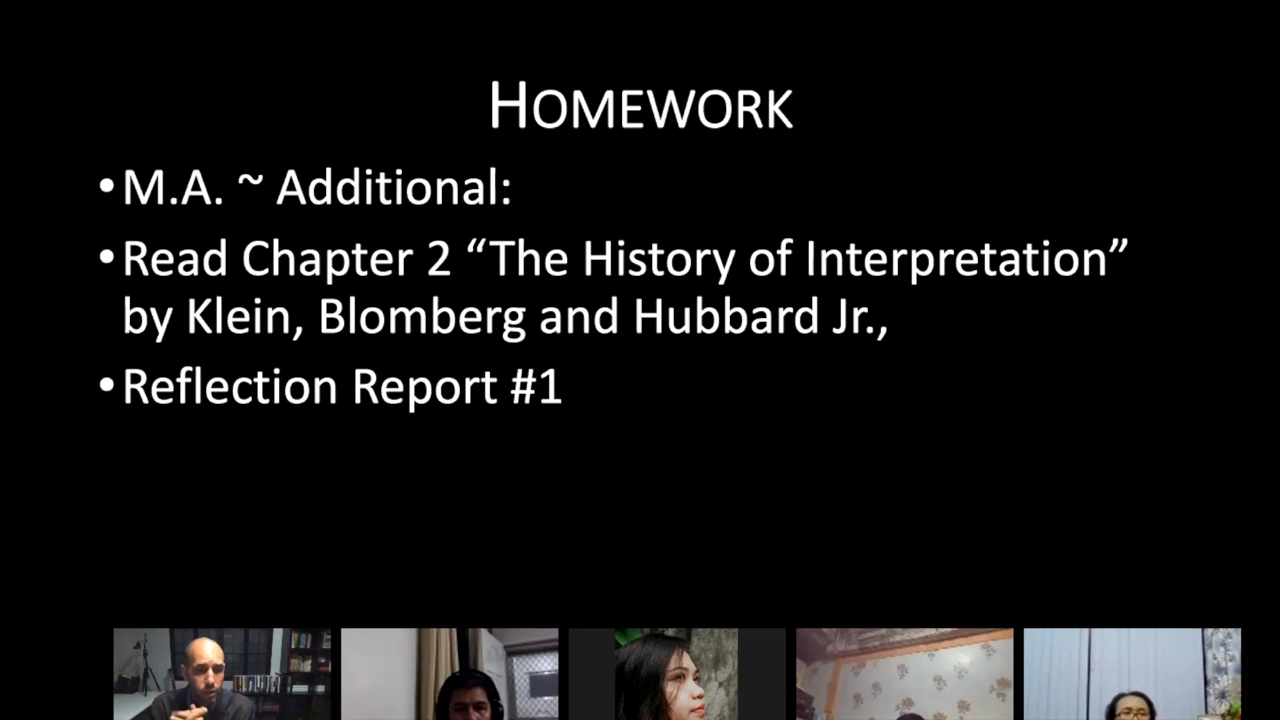 HOMEWORK
•M.A. ~ Additional:
•Read Chapter 2 “The History of Interpretation”
by Klein, Blomberg and Hubbard Jr.,
•Reflection Report #1